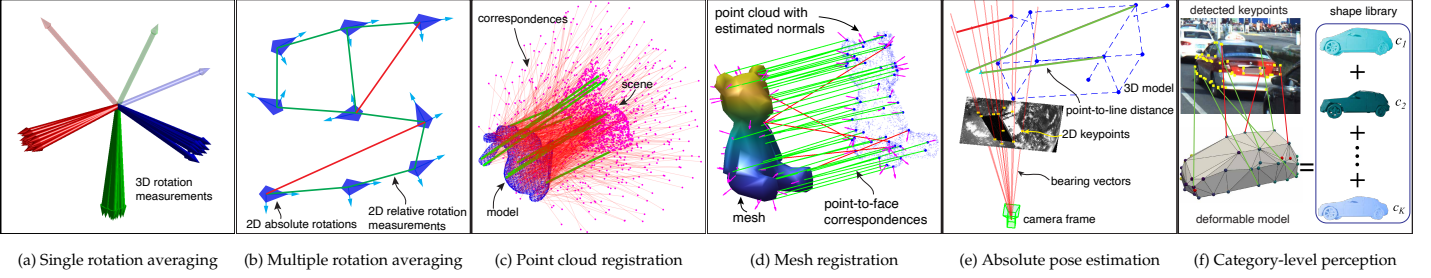 3D rotation
measurements
(a) Single rotation averaging
2D absolute rotations
2D relative rotation
measurements
(b) Multiple rotation averaging
correspondences
scene
model
(c) Point cloud registration
point cloud with
estimated normals
mesh
point-to-face
correspondences
(d) Mesh registration
3D model
point-to-line distance
2D keypoints
bearing vectors
camera frame
(e) Absolute pose estimation
detected keypoints
shape library
c1
+
c2
+
+
cK
=
deformable model
(f) Category-level perception